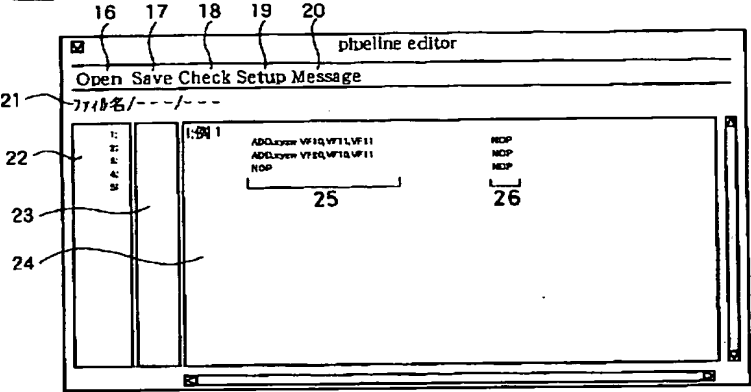 16 17 18 19 20
pipeline editor
Open Save Check Setup Message
21 ファイル名/---/---
22 1: 1;例 1
2: ADD.xyzw VF10,VF11,VF11 NOP
3: ADD.xyzw VF20,VF10,VF11 NOP
4: NOP NOP
5:
23 25 26
24